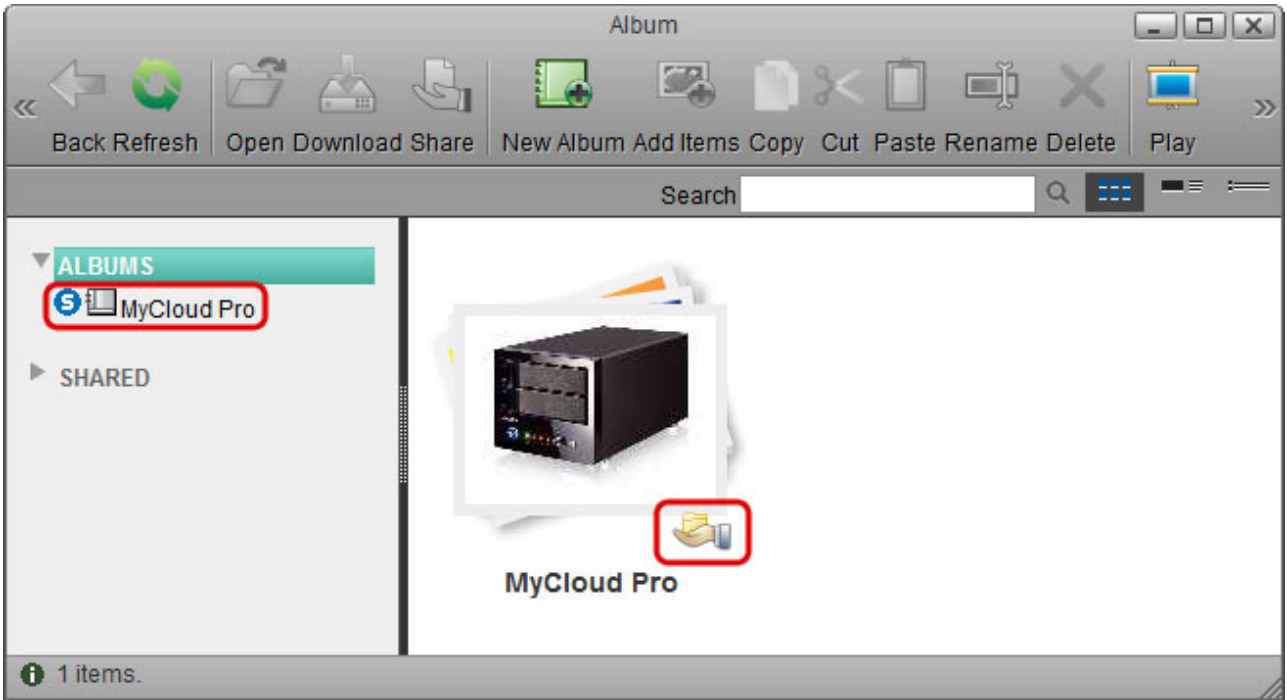 Album
Back Refresh Open Download Share New Album Add Items Copy Cut Paste Rename Delete Play
Search
ALBUMS
S MyCloud Pro
SHARED
MyCloud Pro
1 items.